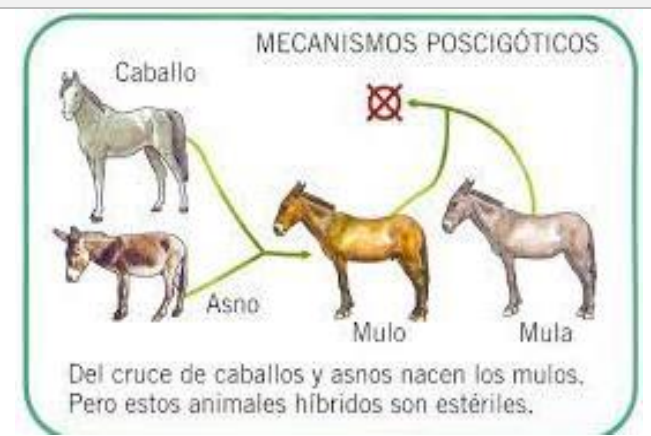 MECANISMOS POSCIGÓTICOS
Caballo
Asno
Mulo
Mula
Del cruce de caballos y asnos nacen los mulos.
Pero estos animales híbridos son estériles.